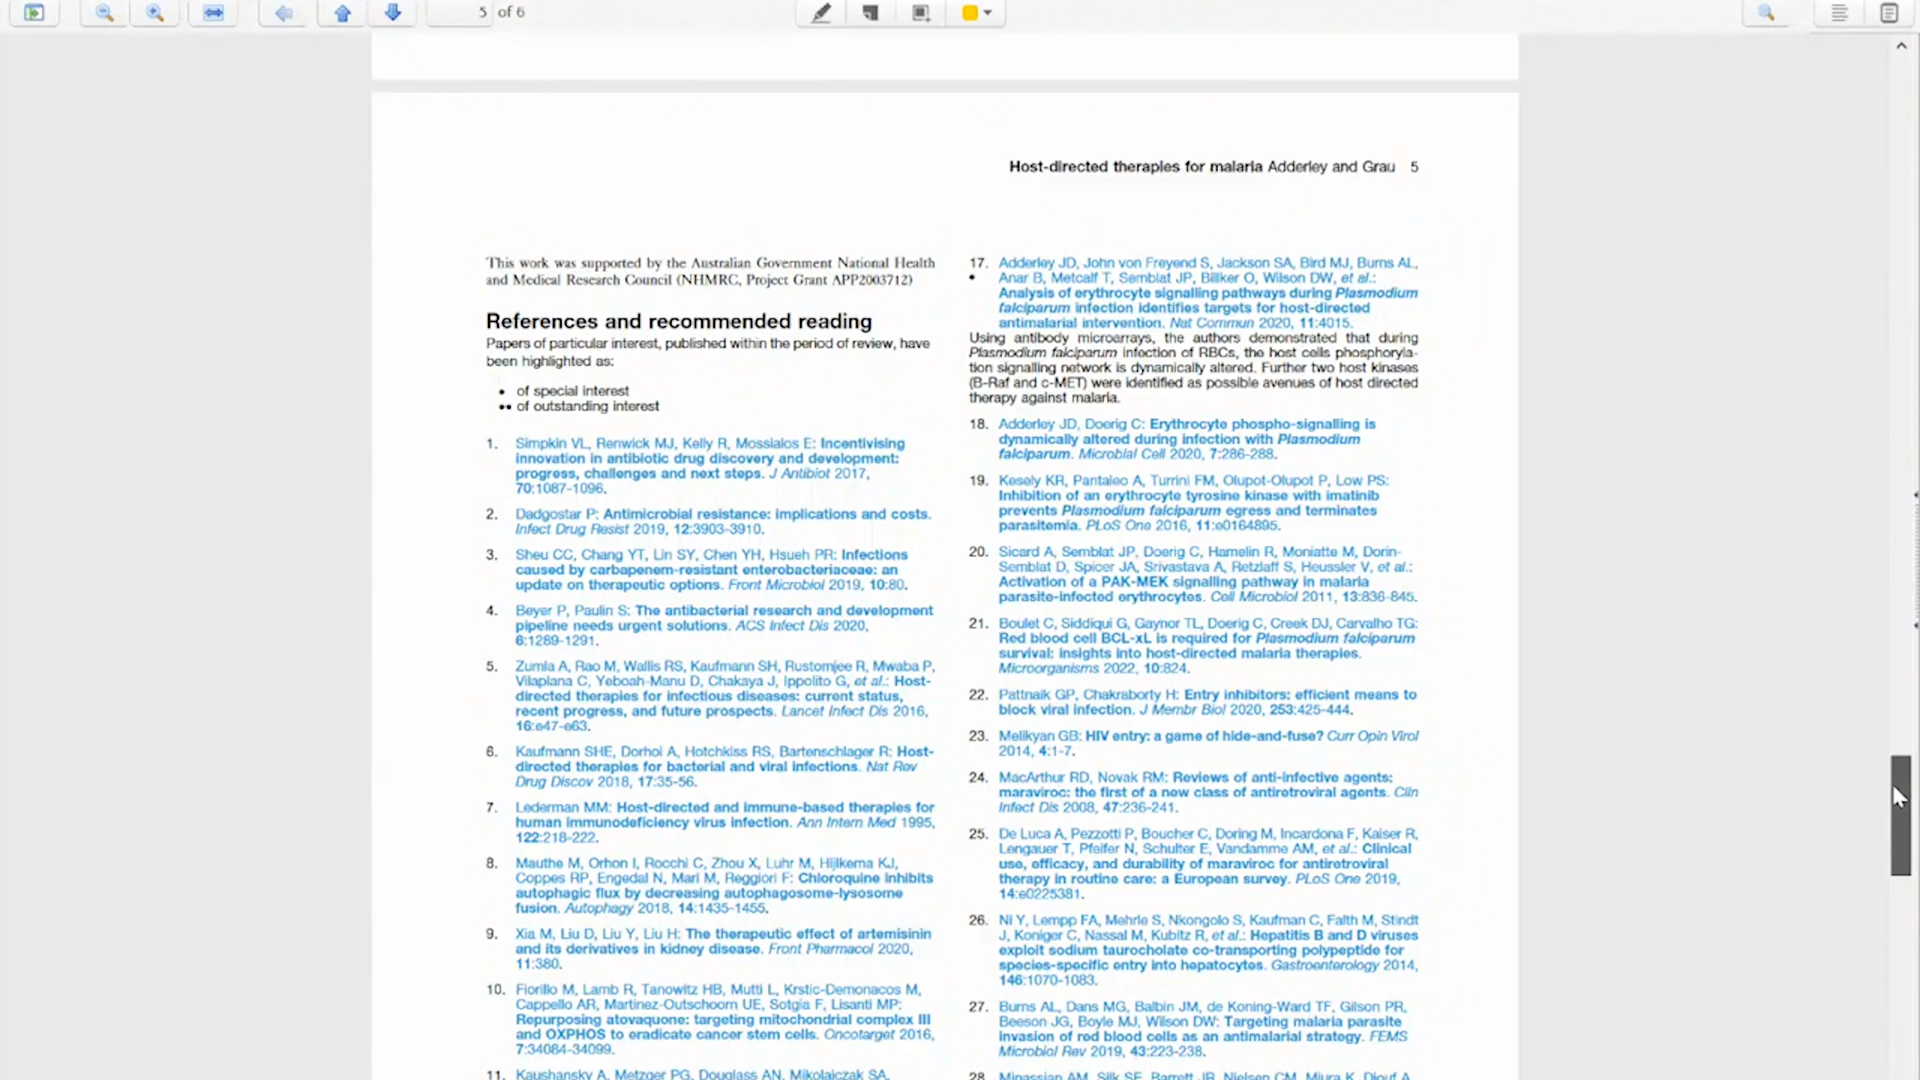 5 of 6
Host-directed therapies for malaria Adderley and Grau 5
This work was supported by the Australian Government National Health
and Medical Research Council (NHMRC, Project Grant APP2003712)
References and recommended reading
Papers of particular interest, published within the period of review, have
been highlighted as:
• of special interest
•• of outstanding interest
1. Simpkin VL, Renwick MJ, Kelly R, Mossialos E: Incentivising
innovation in antibiotic drug discovery and development:
progress, challenges and next steps. J Antibiot 2017,
70:1087-1096.
2. Dadgostar P: Antimicrobial resistance: implications and costs.
Infect Drug Resist 2019, 12:3903-3910.
3. Sheu CC, Chang YT, Lin SY, Chen YH, Hsueh PR: Infections
caused by carbapenem-resistant enterobacteriaceae: an
update on therapeutic options. Front Microbiol 2019, 10:80.
4. Beyer P, Paulin S: The antibacterial research and development
pipeline needs urgent solutions. ACS Infect Dis 2020,
6:1289-1291.
5. Zumla A, Rao M, Wallis RS, Kaufmann SH, Rustomjee R, Mwaba P,
Vilaplana C, Yeboah-Manu D, Chakaya J, Ippolito G, et al.: Host-
directed therapies for infectious diseases: current status,
recent progress, and future prospects. Lancet Infect Dis 2016,
16:e47-e63.
6. Kaufmann SHE, Dorhoi A, Hotchkiss RS, Bartenschlager R: Host-
directed therapies for bacterial and viral infections. Nat Rev
Drug Discov 2018, 17:35-56.
7. Lederman MM: Host-directed and immune-based therapies for
human immunodeficiency virus infection. Ann Intern Med 1995,
122:218-222.
8. Mauthe M, Orhon I, Rocchi C, Zhou X, Luhr M, Hijlkema KJ,
Coppes RP, Engedal N, Mari M, Reggiori F: Chloroquine inhibits
autophagic flux by decreasing autophagosome-lysosome
fusion. Autophagy 2018, 14:1435-1455.
9. Xia M, Liu D, Liu Y, Liu H: The therapeutic effect of artemisinin
and its derivatives in kidney disease. Front Pharmacol 2020,
11:380.
10. Fiorillo M, Lamb R, Tanowitz HB, Mutti L, Krstic-Demonacos M,
Cappello AR, Martinez-Outschoorn UE, Sotgia F, Lisanti MP:
Repurposing atovaquone: targeting mitochondrial complex III
and OXPHOS to eradicate cancer stem cells. Oncotarget 2016,
7:34084-34099.
11. Kaushansky A, Metzger PG, Douglass AN, Mikolajczak SA,
17. Adderley JD, John von Freyend S, Jackson SA, Bird MJ, Burns AL,
• Anar B, Metcalf T, Semblat JP, Billker O, Wilson DW, et al.:
Analysis of erythrocyte signalling pathways during Plasmodium
falciparum infection identifies targets for host-directed
antimalarial intervention. Nat Commun 2020, 11:4015.
Using antibody microarrays, the authors demonstrated that during
Plasmodium falciparum infection of RBCs, the host cells phosphoryla-
tion signalling network is dynamically altered. Further two host kinases
(B-Raf and c-MET) were identified as possible avenues of host directed
therapy against malaria.
18. Adderley JD, Doerig C: Erythrocyte phospho-signalling is
dynamically altered during infection with Plasmodium
falciparum. Microbial Cell 2020, 7:286-288.
19. Kesely KR, Pantaleo A, Turrini FM, Olupot-Olupot P, Low PS:
Inhibition of an erythrocyte tyrosine kinase with imatinib
prevents Plasmodium falciparum egress and terminates
parasitemia. PLoS One 2016, 11:e0164895.
20. Sicard A, Semblat JP, Doerig C, Hamelin R, Moniatte M, Dorin-
Semblat D, Spicer JA, Srivastava A, Retzlaff S, Heussler V, et al.:
Activation of a PAK-MEK signalling pathway in malaria
parasite-infected erythrocytes. Cell Microbiol 2011, 13:836-845.
21. Boulet C, Siddiqui G, Gaynor TL, Doerig C, Creek DJ, Carvalho TG:
Red blood cell BCL-xL is required for Plasmodium falciparum
survival: insights into host-directed malaria therapies.
Microorganisms 2022, 10:824.
22. Pattnaik GP, Chakraborty H: Entry inhibitors: efficient means to
block viral infection. J Membr Biol 2020, 253:425-444.
23. Melikyan GB: HIV entry: a game of hide-and-fuse? Curr Opin Virol
2014, 4:1-7.
24. MacArthur RD, Novak RM: Reviews of anti-infective agents:
maraviroc: the first of a new class of antiretroviral agents. Clin
Infect Dis 2008, 47:236-241.
25. De Luca A, Pezzotti P, Boucher C, Doring M, Incardona F, Kaiser R,
Lengauer T, Pfeifer N, Schulter E, Vandamme AM, et al.: Clinical
use, efficacy, and durability of maraviroc for antiretroviral
therapy in routine care: a European survey. PLoS One 2019,
14:e0225381.
26. Ni Y, Lempp FA, Mehrle S, Nkongolo S, Kaufman C, Falth M, Stindt
J, Koniger C, Nassal M, Kubitz R, et al.: Hepatitis B and D viruses
exploit sodium taurocholate co-transporting polypeptide for
species-specific entry into hepatocytes. Gastroenterology 2014,
146:1070-1083.
27. Burns AL, Dans MG, Balbin JM, de Koning-Ward TF, Gilson PR,
Beeson JG, Boyle MJ, Wilson DW: Targeting malaria parasite
invasion of red blood cells as an antimalarial strategy. FEMS
Microbiol Rev 2019, 43:223-238.
28. Minassian AM, Silk SE, Barrett JR, Nielsen CM, Miura K, Diouf A,